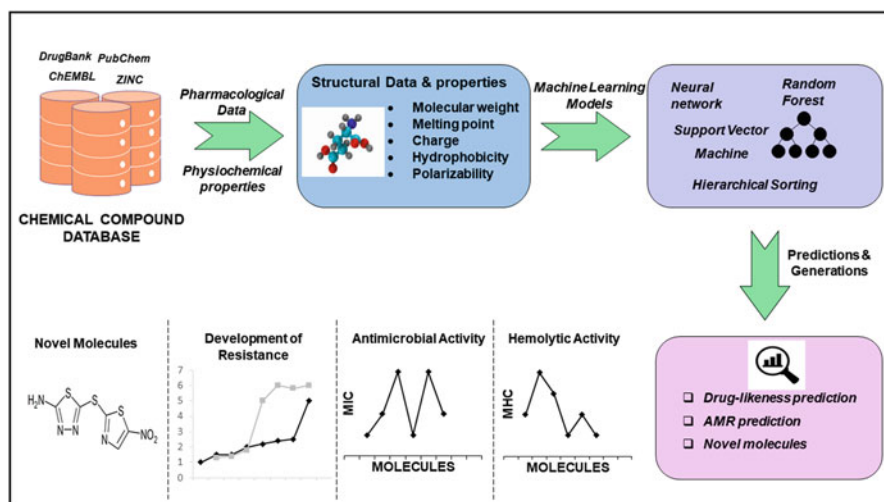 DrugBank PubChem
ChEMBL ZINC
CHEMICAL COMPOUND
DATABASE
Pharmacological
Data
Physiochemical
properties
Structural Data & properties
• Molecular weight
• Melting point
• Charge
• Hydrophobicity
• Polarizability
Machine Learning
Models
Neural
network
Random
Forest
Support Vector
Machine
Hierarchical Sorting
Predictions &
Generations
Drug-likeness prediction
AMR prediction
Novel molecules
Novel Molecules
H₂N
S
N
N
S
S
N
NO₂
Development of
Resistance
7
6
5
4
3
2
1
0
Antimicrobial Activity
MIC
MOLECULES
Hemolytic Activity
MHC
MOLECULES